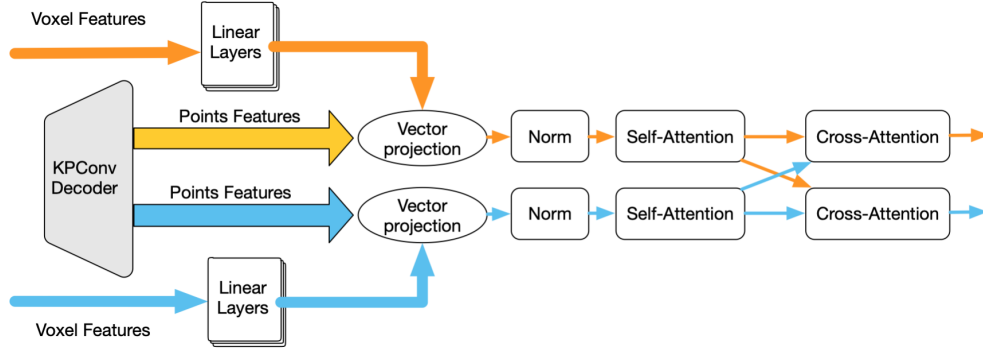 Voxel Features
Linear
Layers
Points Features
KPConv
Decoder
Vector
projection
Norm
Self-Attention
Cross-Attention
Points Features
Vector
projection
Norm
Self-Attention
Cross-Attention
Linear
Layers
Voxel Features